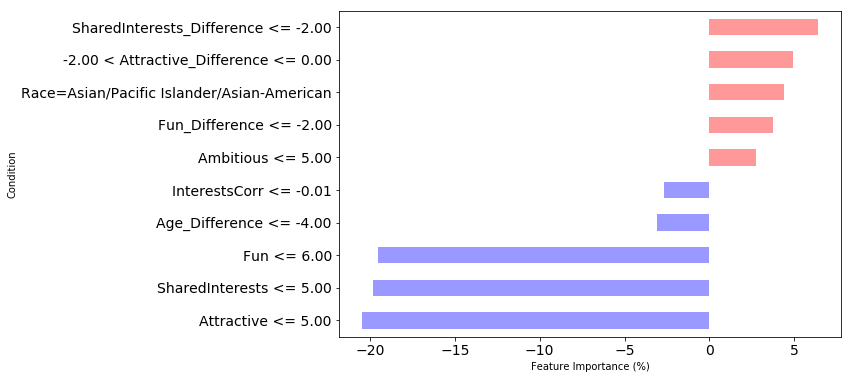 SharedInterests_Difference <= -2.00
-2.00 < Attractive_Difference <= 0.00
Race=Asian/Pacific Islander/Asian-American
Fun_Difference <= -2.00
Ambitious <= 5.00
InterestsCorr <= -0.01
Age_Difference <= -4.00
Fun <= 6.00
SharedInterests <= 5.00
Attractive <= 5.00
Condition
−20 −15 −10 −5 0 5
Feature Importance (%)